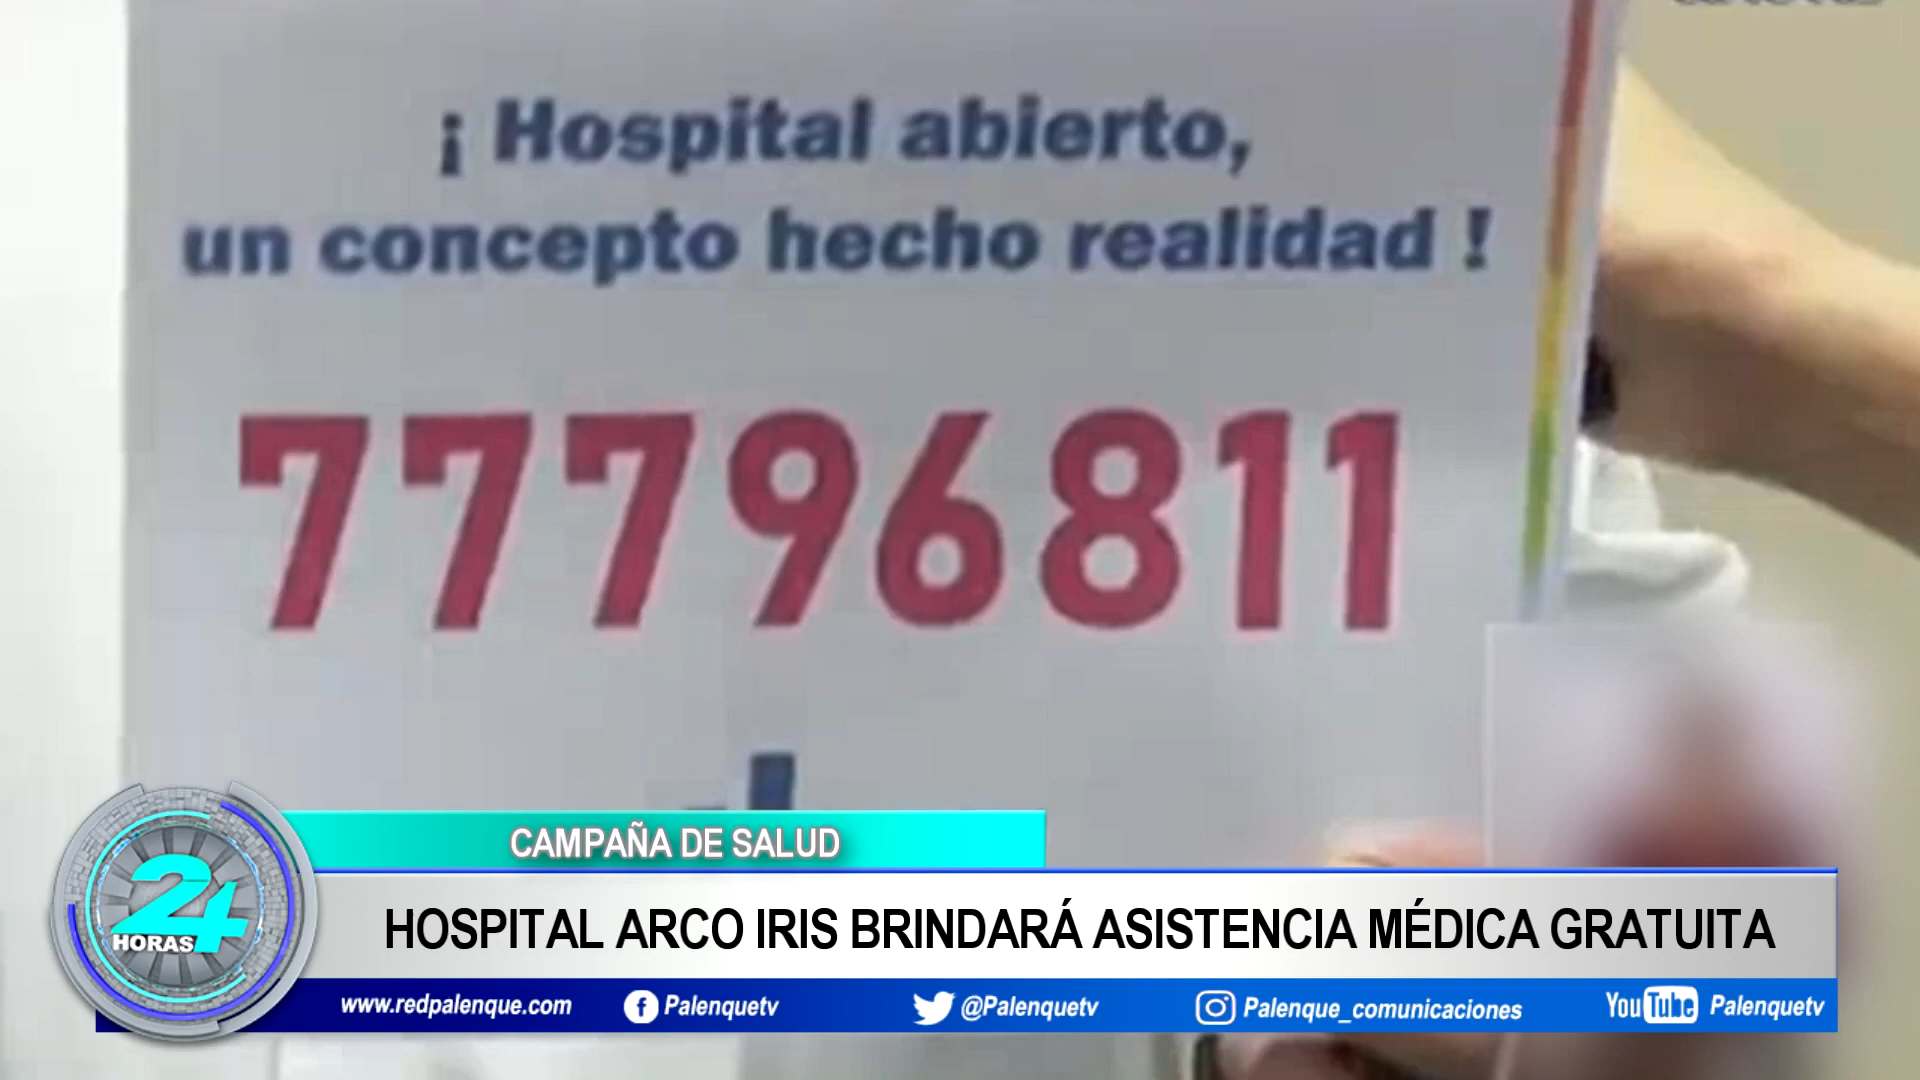 ¡ Hospital abierto,
un concepto hecho realidad !
77796811
CAMPAÑA DE SALUD
24 HORAS
HOSPITAL ARCO IRIS BRINDARÁ ASISTENCIA MÉDICA GRATUITA
www.redpalenque.com Palenquetv @Palenquetv Palenque_comunicaciones YouTube Palenquetv